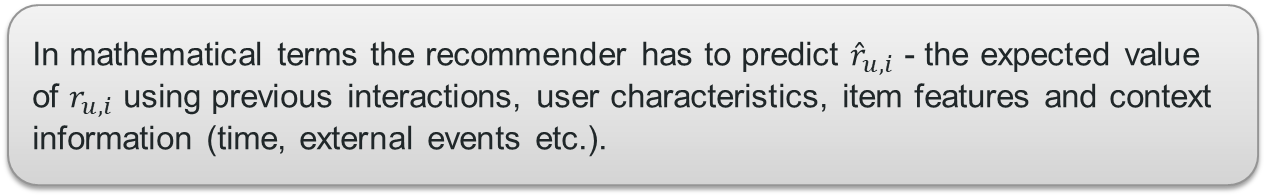 In mathematical terms the recommender has to predict r̂u,i - the expected value
of ru,i using previous interactions, user characteristics, item features and context
information (time, external events etc.).